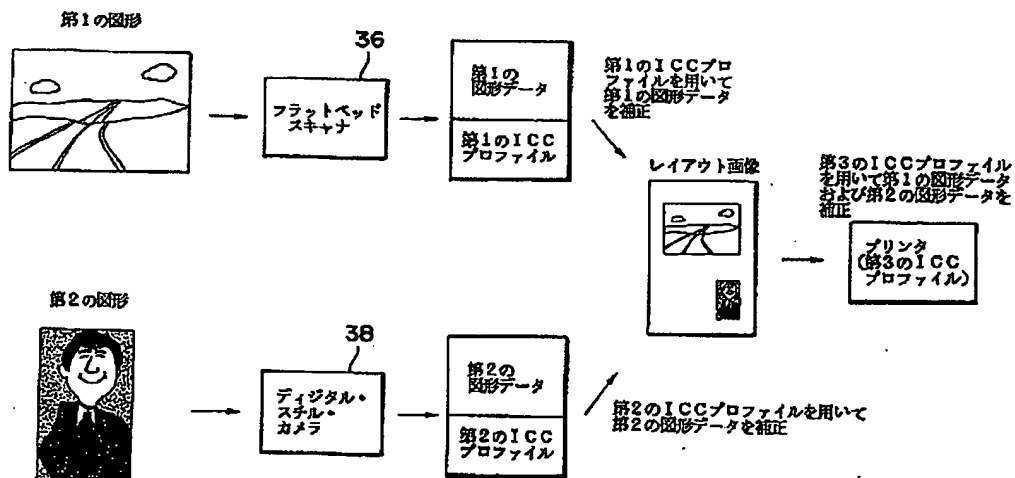 第1の図形
36
フラットベッド
スキャナ
第1の
図形データ
第1のICC
プロファイル
第1のICCプロ
ファイルを用いて
第1の図形データ
を補正
レイアウト画像
第3のICCプロファイル
を用いて第1の図形データ
および第2の図形データを
補正
プリンタ
(第3のICC
プロファイル)
第2の図形
38
ディジタル・
スチル・
カメラ
第2の
図形データ
第2のICC
プロファイル
第2のICCプロファイルを用いて
第2の図形データを補正